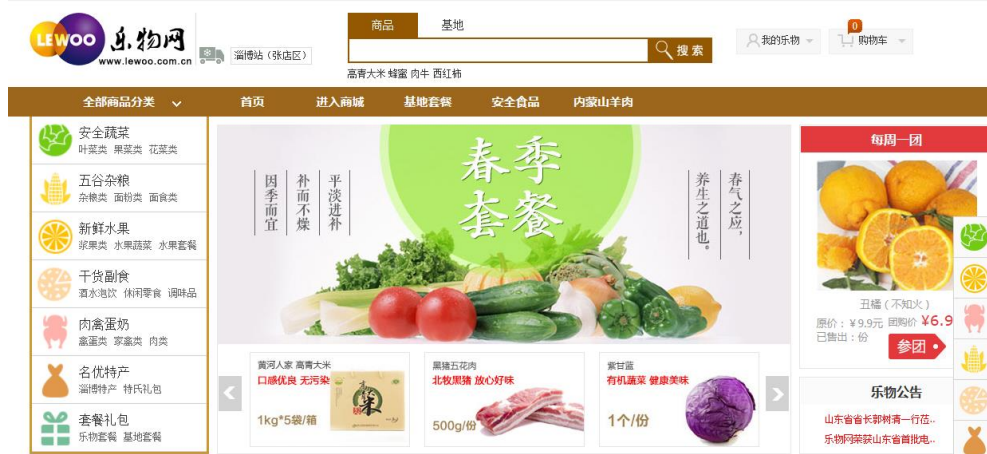 LEWOO 乐物网
www.lewoo.com.cn
淄博站（张店区）
商品 基地
搜索
高青大米 蜂蜜 肉牛 西红柿
我的乐物
0
购物车
全部商品分类 首页 进入商城 基地套餐 安全食品 内蒙山羊肉
安全蔬菜
叶菜类 果菜类 花菜类
五谷杂粮
杂粮类 面粉类 面食类
新鲜水果
浆果类 水果蔬菜 水果套餐
干货副食
酒水泡饮 休闲零食 调味品
肉禽蛋奶
禽蛋类 家禽类 肉类
名优特产
淄博特产 特氏礼包
套餐礼包
乐物套餐 基地套餐
春季
套餐
平淡进补
补而不燥
因季而宜
春气之应，
养生之道也。
黄河人家 高青大米
口感优良 无污染
1kg*5袋/箱
黑猪五花肉
北牧黑猪 放心好味
500g/份
紫甘蓝
有机蔬菜 健康美味
1个/份
每周一团
丑橘（不知火）
原价：￥9.9元 团购价 ¥6.9
已售出：份
参团
乐物公告
山东省省长郭树清一行莅..
乐物网荣获山东省首批电..